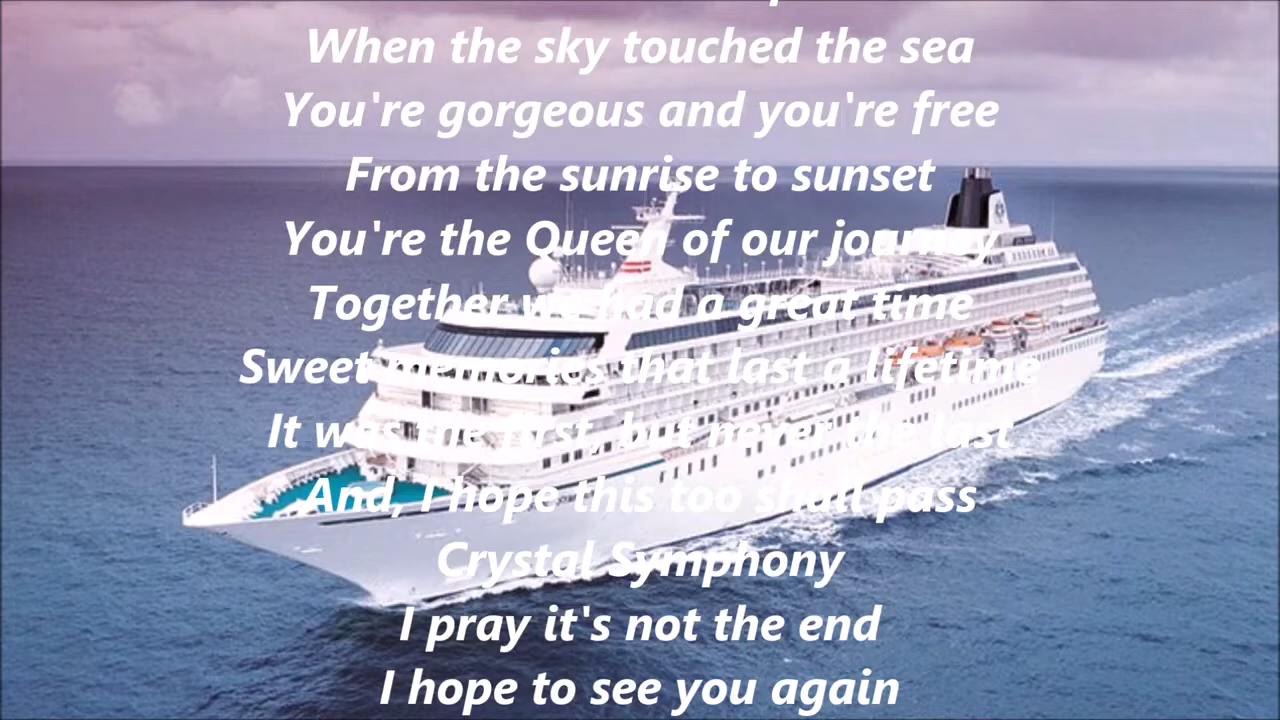 When the sky touched the sea
You're gorgeous and you're free
From the sunrise to sunset
You're the Queen of our journey
Together we had a great time
Sweet memories that last a lifetime
It was the first, but never the last
And, I hope this too shall pass
Crystal Symphony
I pray it's not the end
I hope to see you again